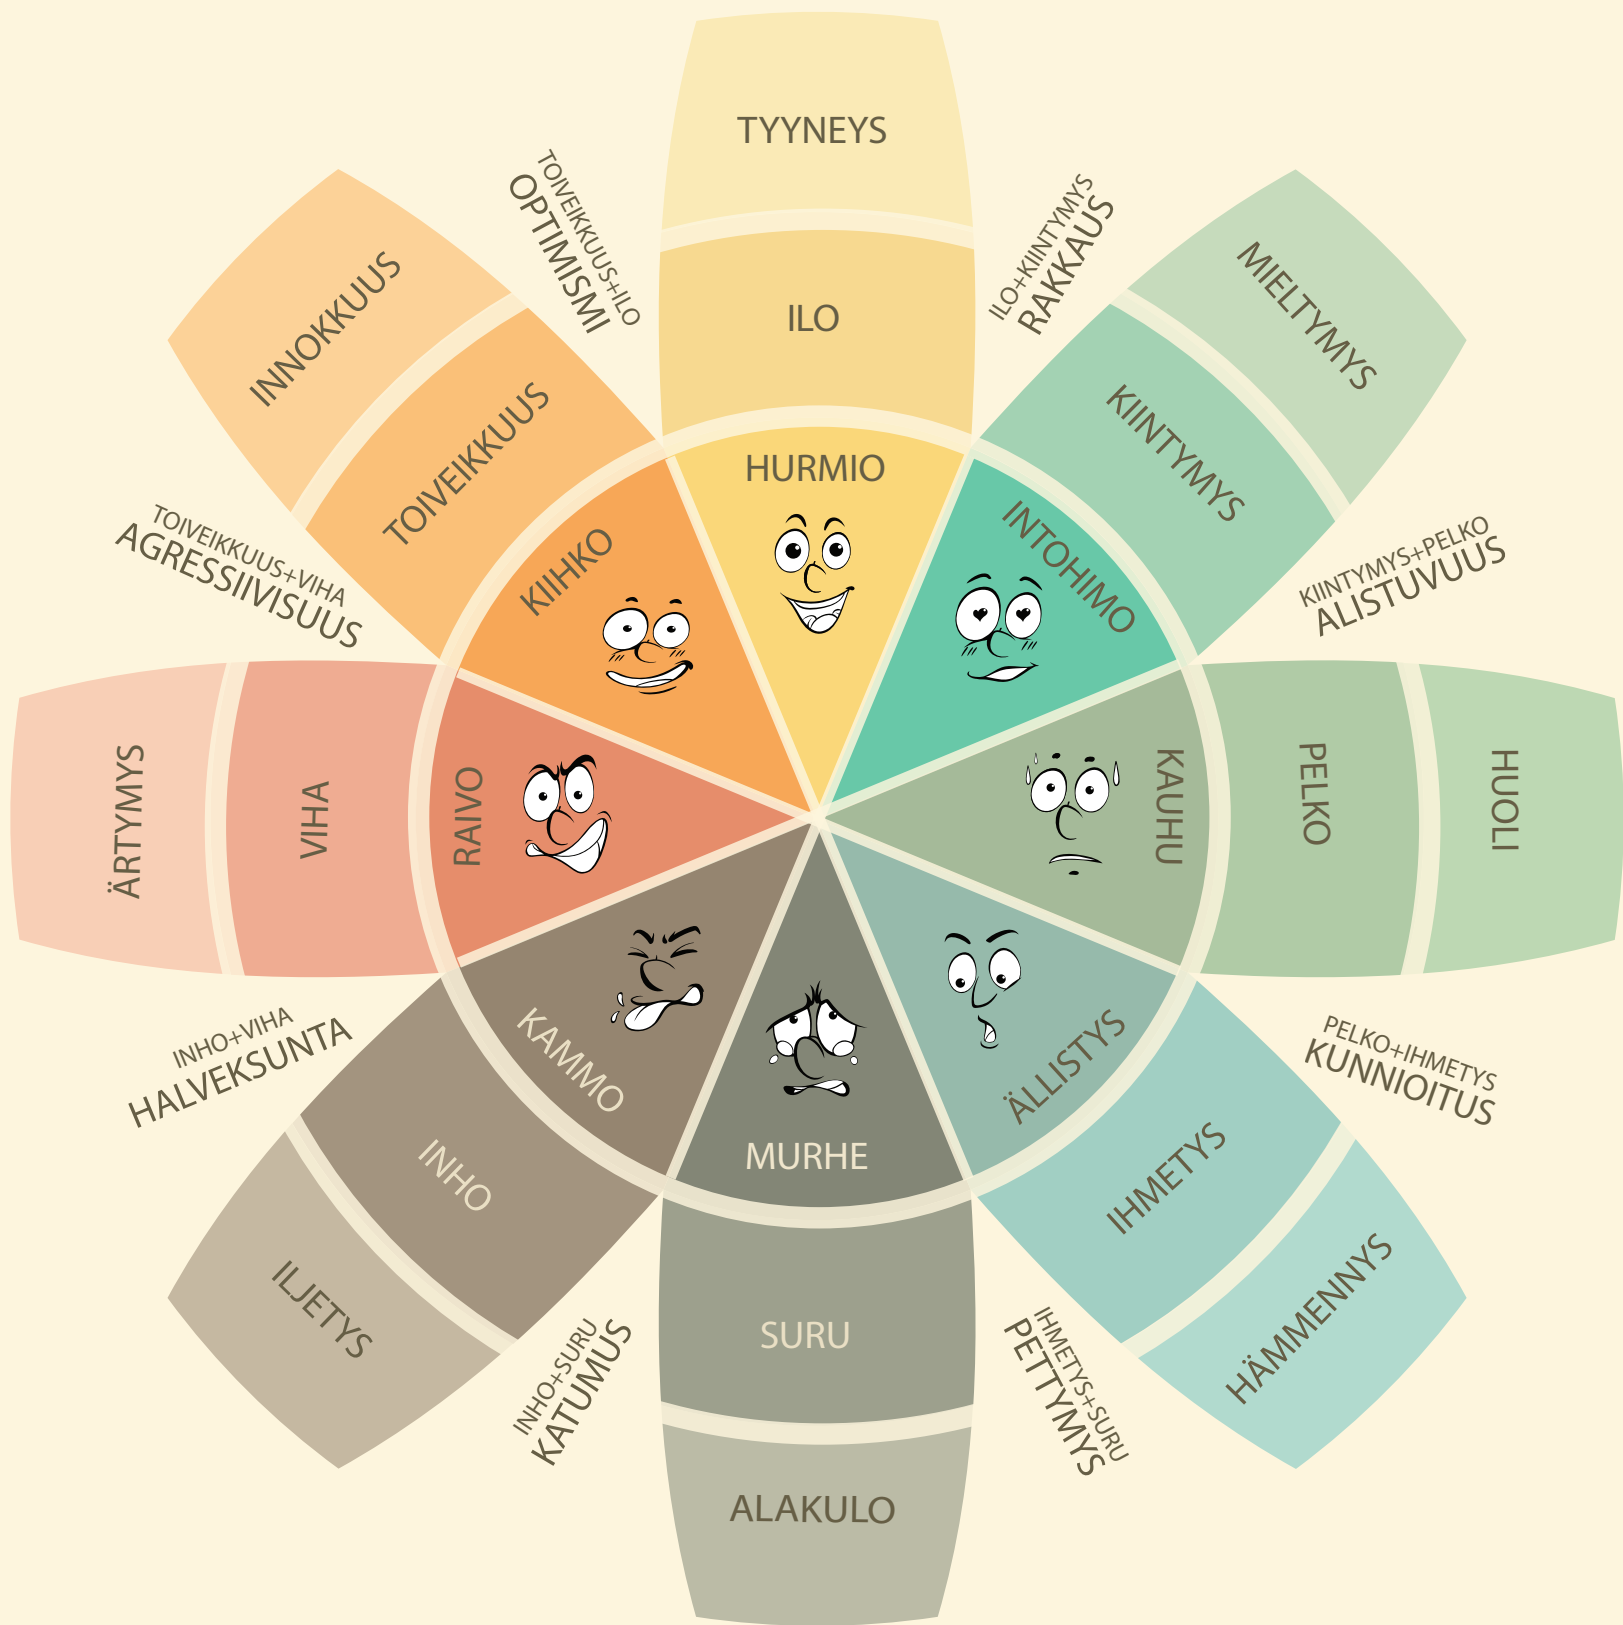 TYYNEYS
ILO
HURMIO
ILO+KIINTYMYS
RAKKAUS
MIELTYMYS
KIINTYMYS
INTOHIMO
KIINTYMYS+PELKO
ALISTUVUUS
HUOLI
PELKO
KAUHU
PELKO+IHMETYS
KUNNIOITUS
HÄMMENNYS
IHMETYS
ÄLLISTYS
IHMETYS+SURU
PETTYMYS
MURHE
SURU
ALAKULO
INHO+SURU
KATUMUS
KAMMO
INHO
ILJETYS
INHO+VIHA
HALVEKSUNTA
ÄRTYMYS
VIHA
RAIVO
TOIVEIKKUUS+VIHA
AGRESSIIVISUUS
INNOKKUUS
TOIVEIKKUUS
KIIHKO
TOIVEIKKUUS+ILO
OPTIMISMI